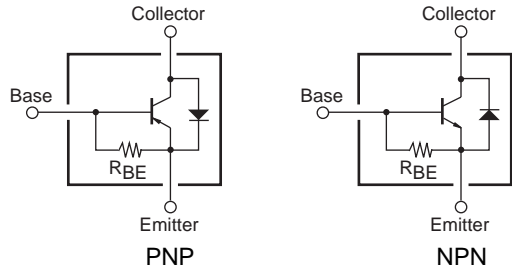 Collector
Base
RBE
Emitter
PNP
Collector
Base
RBE
Emitter
NPN